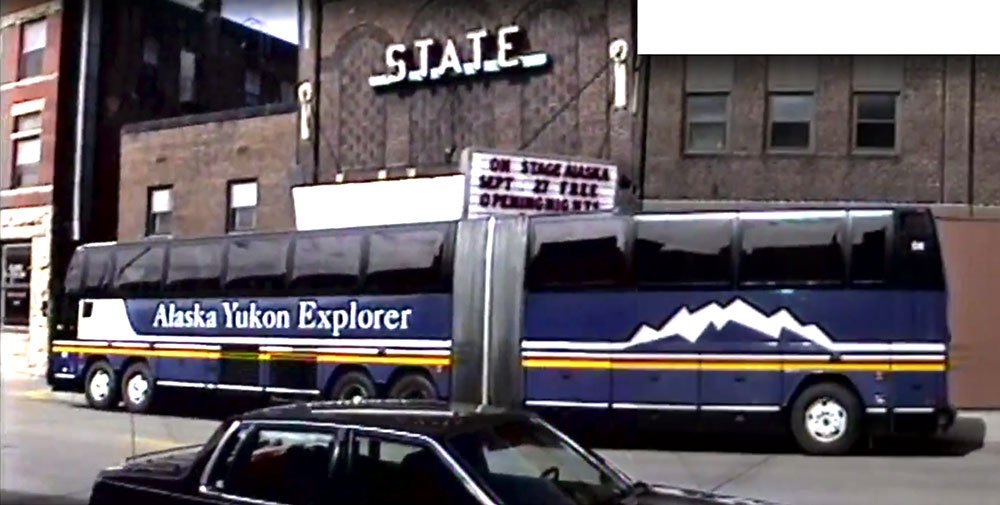 STATE
ON STAGE ALASKA
SEPT 27 FREE
OPENING NIGHT
Alaska Yukon Explorer